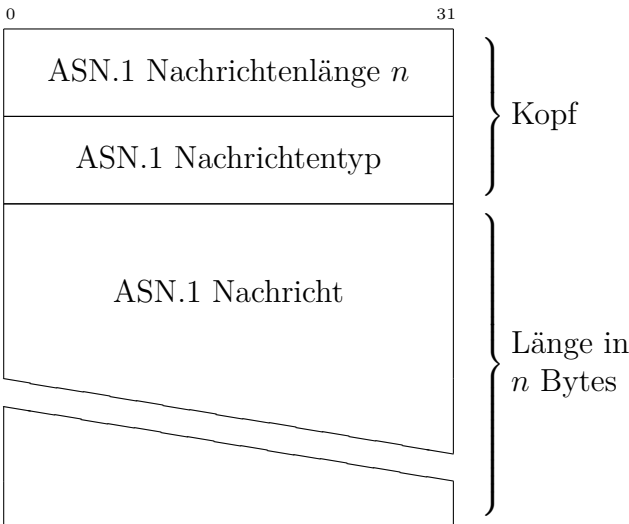 0 31
ASN.1 Nachrichtenlänge n
Kopf
ASN.1 Nachrichtentyp
ASN.1 Nachricht
Länge in
n Bytes